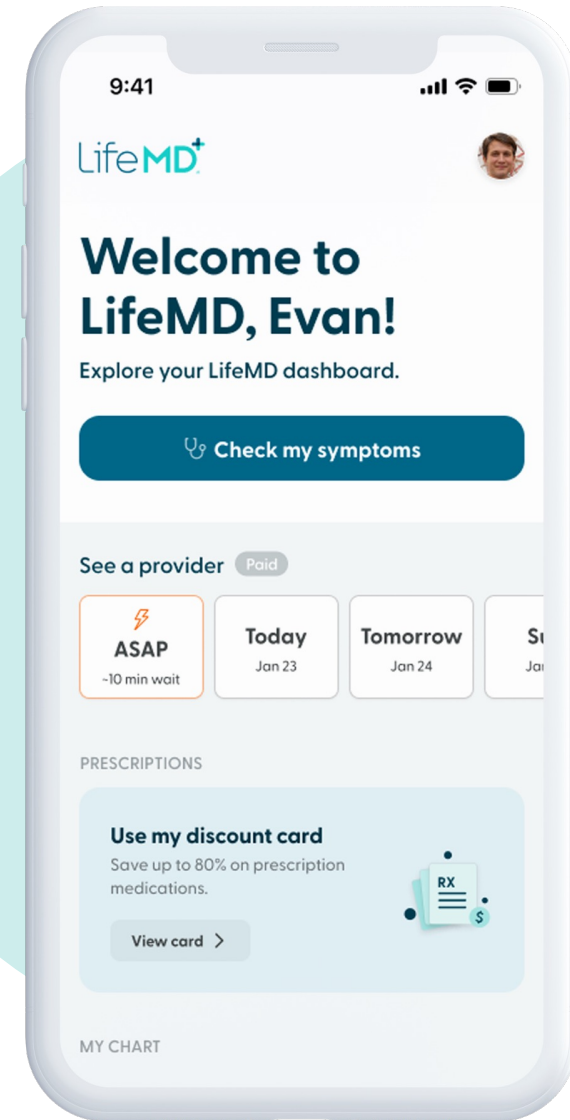 9:41
LifeMD+
Welcome to
LifeMD, Evan!
Explore your LifeMD dashboard.
Check my symptoms
See a provider Paid
ASAP
~10 min wait
Today
Jan 23
Tomorrow
Jan 24
PRESCRIPTIONS
Use my discount card
Save up to 80% on prescription
medications.
RX
$
View card >
MY CHART